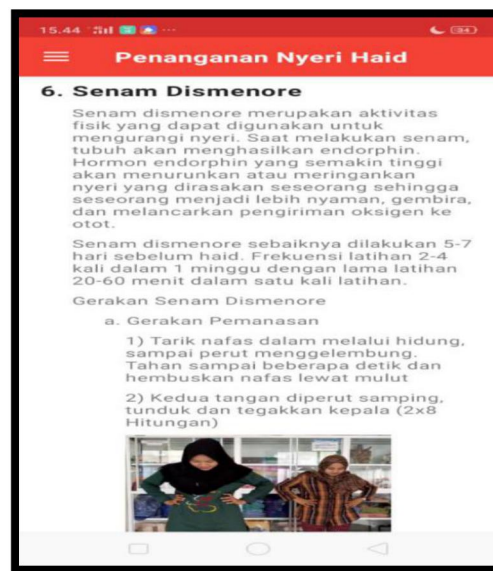 15.44
34
Penanganan Nyeri Haid
6. Senam Dismenore
Senam dismenore merupakan aktivitas
fisik yang dapat digunakan untuk
mengurangi nyeri. Saat melakukan senam,
tubuh akan menghasilkan endorphin.
Hormon endorphin yang semakin tinggi
akan menurunkan atau meringankan
nyeri yang dirasakan seseorang sehingga
seseorang menjadi lebih nyaman, gembira,
dan melancarkan pengiriman oksigen ke
otot.
Senam dismenore sebaiknya dilakukan 5-7
hari sebelum haid. Frekuensi latihan 2-4
kali dalam 1 minggu dengan lama latihan
20-60 menit dalam satu kali latihan.
Gerakan Senam Dismenore
a. Gerakan Pemanasan
1) Tarik nafas dalam melalui hidung,
sampai perut menggelembung.
Tahan sampai beberapa detik dan
hembuskan nafas lewat mulut
2) Kedua tangan diperut samping,
tunduk dan tegakkan kepala (2x8
Hitungan)